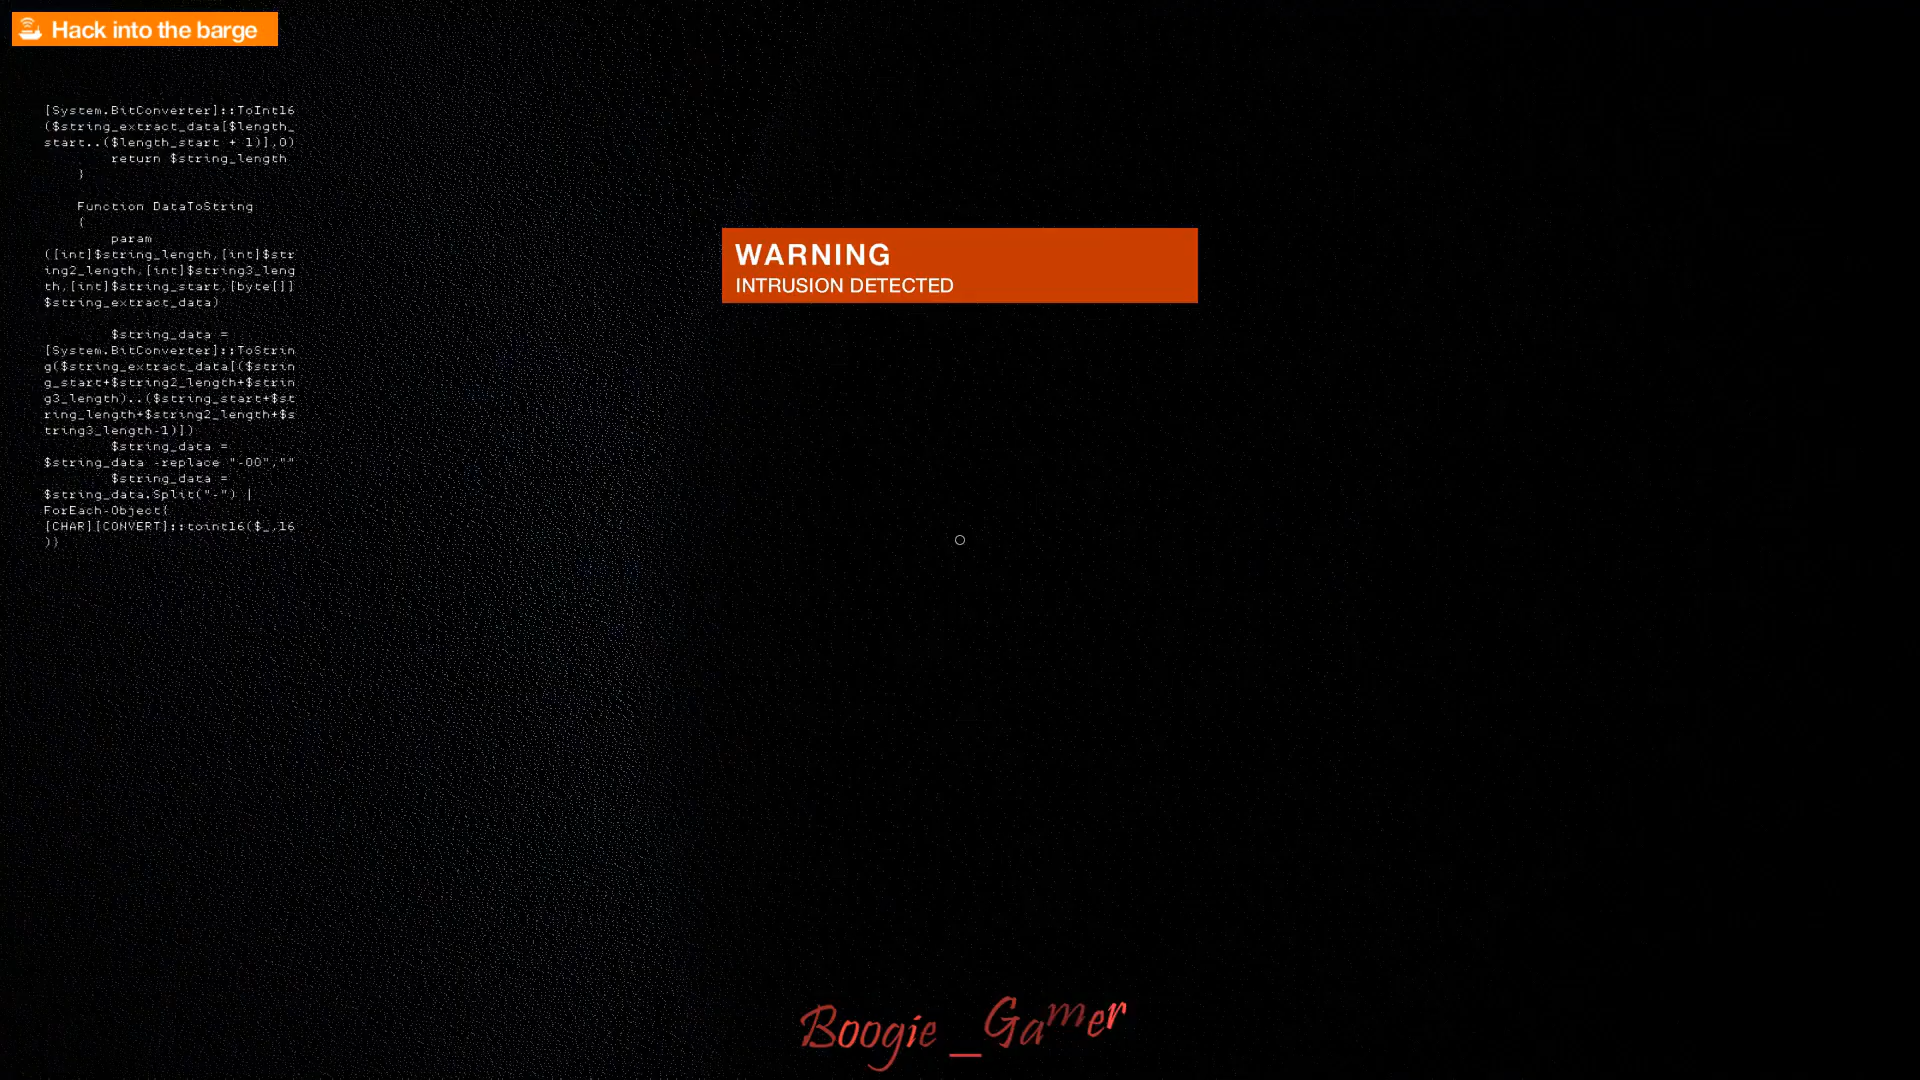 Hack into the barge
[System.BitConverter]::ToInt16
($string_extract_data[$length_
start..($length_start + 1)],0)
return $string_length
}
Function DataToString
{
param
([int]$string_length,[int]$str
ing2_length,[int]$string3_leng
th,[int]$string_start,[byte[]]
$string_extract_data)
$string_data =
[System.BitConverter]::ToStrin
g($string_extract_data[($strin
g_start+$string2_length+$strin
g3_length)..($string_start+$st
ring_length+$string2_length+$s
tring3_length-1)])
$string_data =
$string_data -replace "-00",""
$string_data =
$string_data.Split("-") |
ForEach-Object{
[CHAR][CONVERT]::toint16($_,16
)}
WARNING
INTRUSION DETECTED
Boogie_Gamer